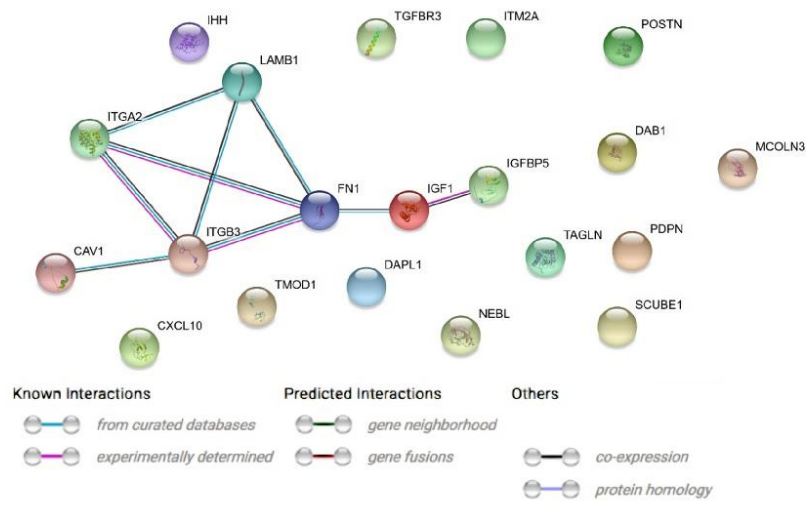 IHH
TGFBR3
ITM2A
POSTN
LAMB1
ITGA2
DAB1
MCOLN3
IGFBP5
FN1
IGF1
ITGB3
TAGLN
PDPN
CAV1
DAPL1
TMOD1
SCUBE1
NEBL
CXCL10
Known Interactions
Predicted Interactions
Others
from curated databases
gene neighborhood
experimentally determined
gene fusions
co-expression
protein homology